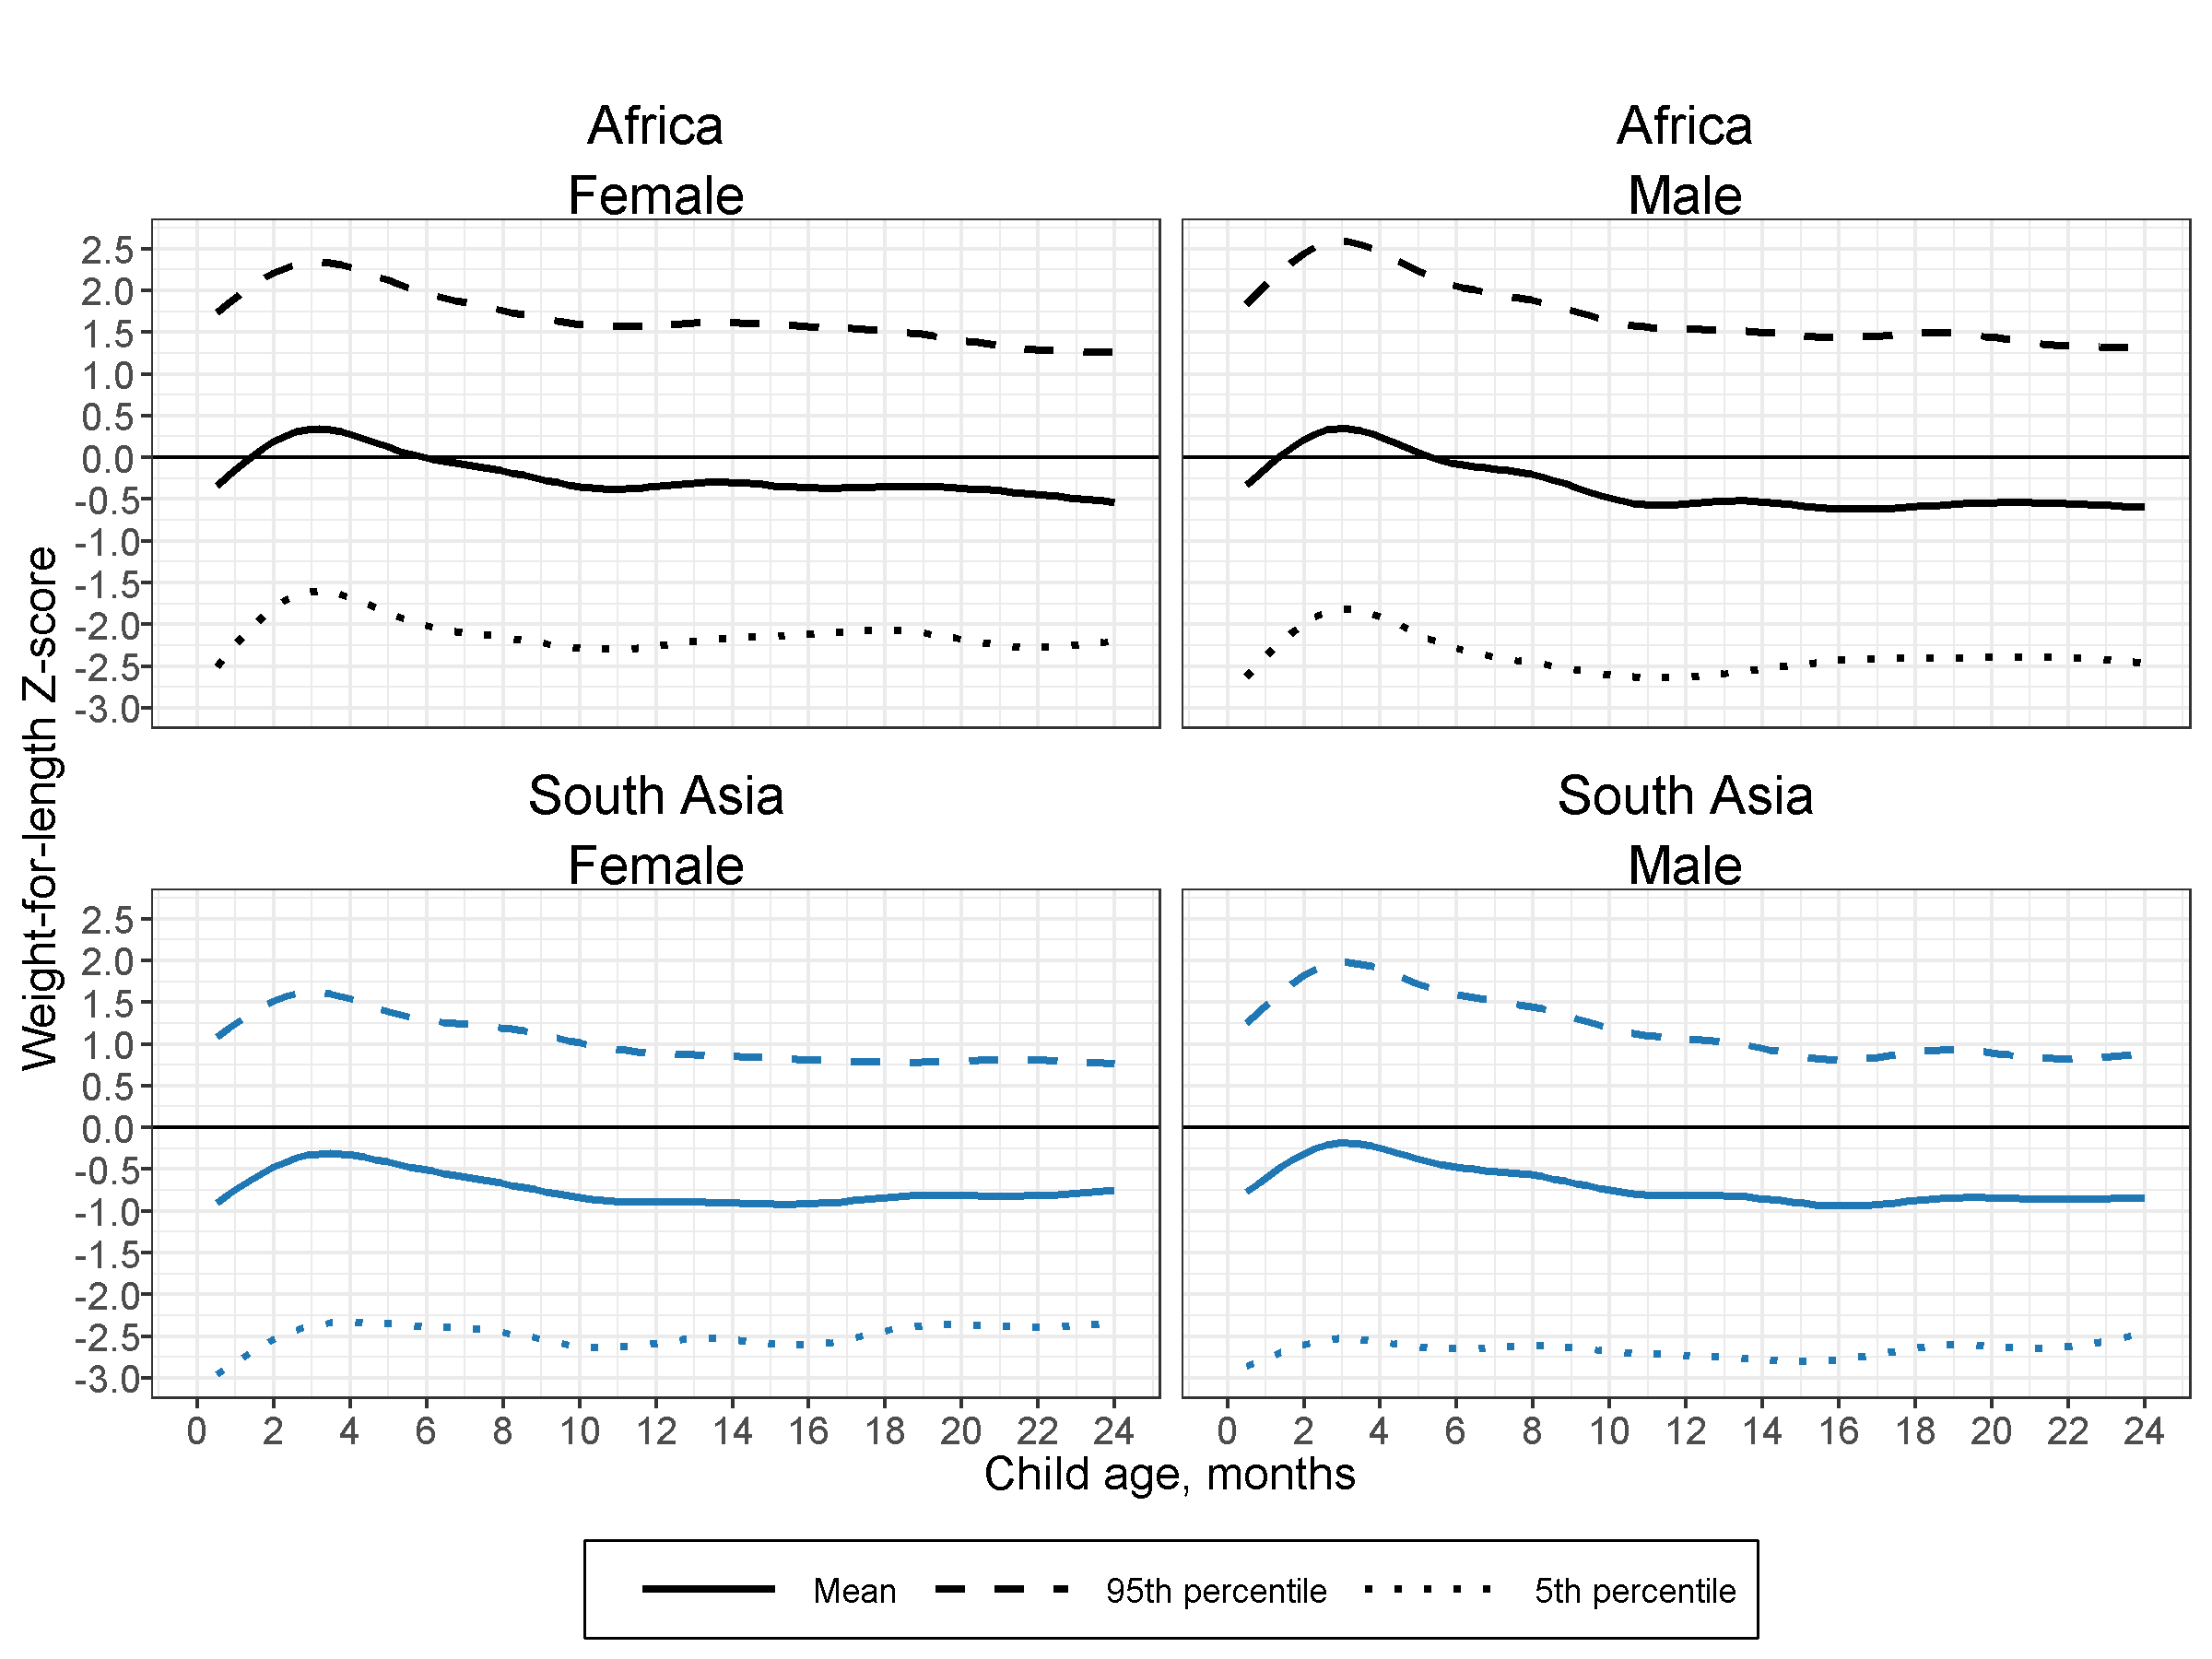 Africa
Female
Africa
Male
2.5
2.0
1.5
1.0
0.5
0.0
-0.5
-1.0
-1.5
-2.0
-2.5
-3.0
Weight-for-length Z-score
South Asia
Female
South Asia
Male
2.5
2.0
1.5
1.0
0.5
0.0
-0.5
-1.0
-1.5
-2.0
-2.5
-3.0
0 2 4 6 8 10 12 14 16 18 20 22 24
0 2 4 6 8 10 12 14 16 18 20 22 24
Child age, months
Mean 95th percentile 5th percentile